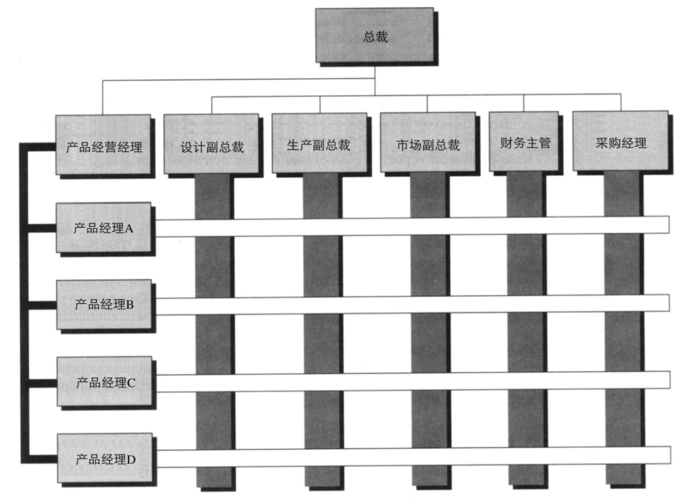 总裁
产品经营经理
设计副总裁
生产副总裁
市场副总裁
财务主管
采购经理
产品经理A
产品经理B
产品经理C
产品经理D